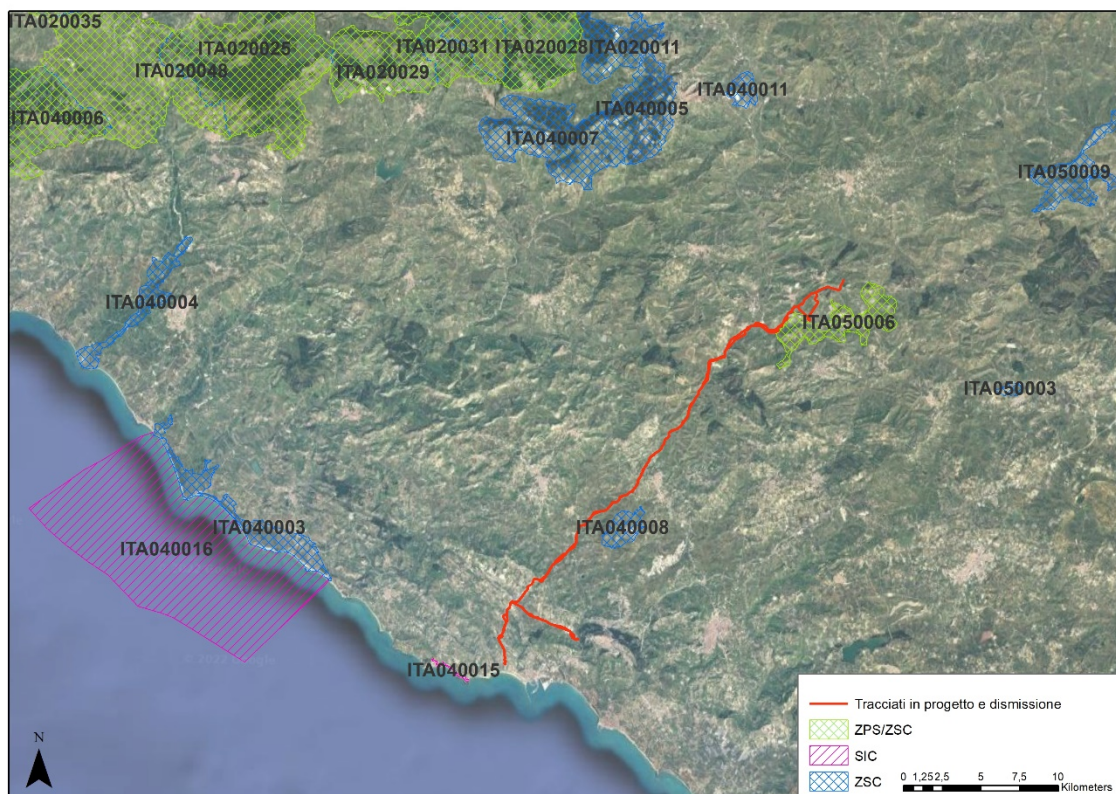 ITA020035
ITA020025
ITA020031
ITA020028
ITA020011
ITA020048
ITA020029
ITA040011
ITA040006
ITA040005
ITA040007
ITA050009
ITA040004
ITA050006
ITA050003
ITA040003
ITA040008
ITA040016
ITA040015
N
Tracciati in progetto e dismissione
ZPS/ZSC
SIC
ZSC
0 1,25 2,5 5 7,5 10
Kilometers